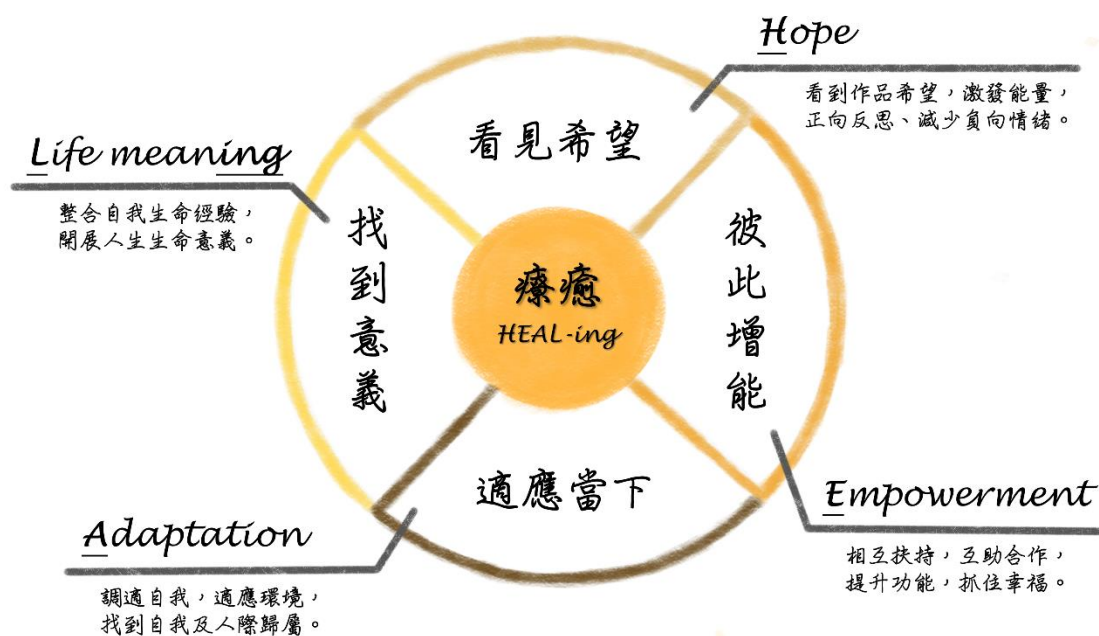 Hope
看到作品希望，激發能量，
正向反思、減少負向情緒。
看見希望
Life meaning
整合自我生命經驗，
開展人生生命意義。
找到意義
療癒
HEAL-ing
彼此增能
Empowerment
相互扶持，互助合作，
提升功能，抓住幸福。
適應當下
Adaptation
調適自我，適應環境，
找到自我及人際歸屬。